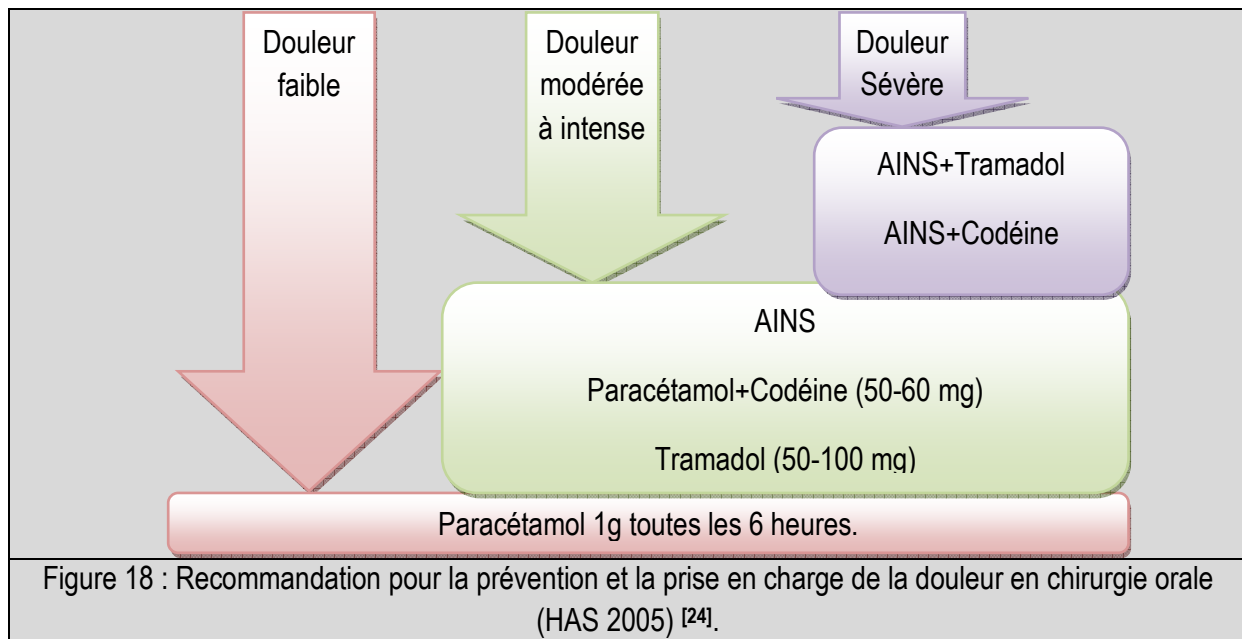 Douleur
faible
Douleur
modérée
à intense
Douleur
Sévère
AINS+Tramadol
AINS+Codéine
AINS
Paracétamol+Codéine (50-60 mg)
Tramadol (50-100 mg)
Paracétamol 1g toutes les 6 heures.
Figure 18 : Recommandation pour la prévention et la prise en charge de la douleur en chirurgie orale
(HAS 2005) [24].